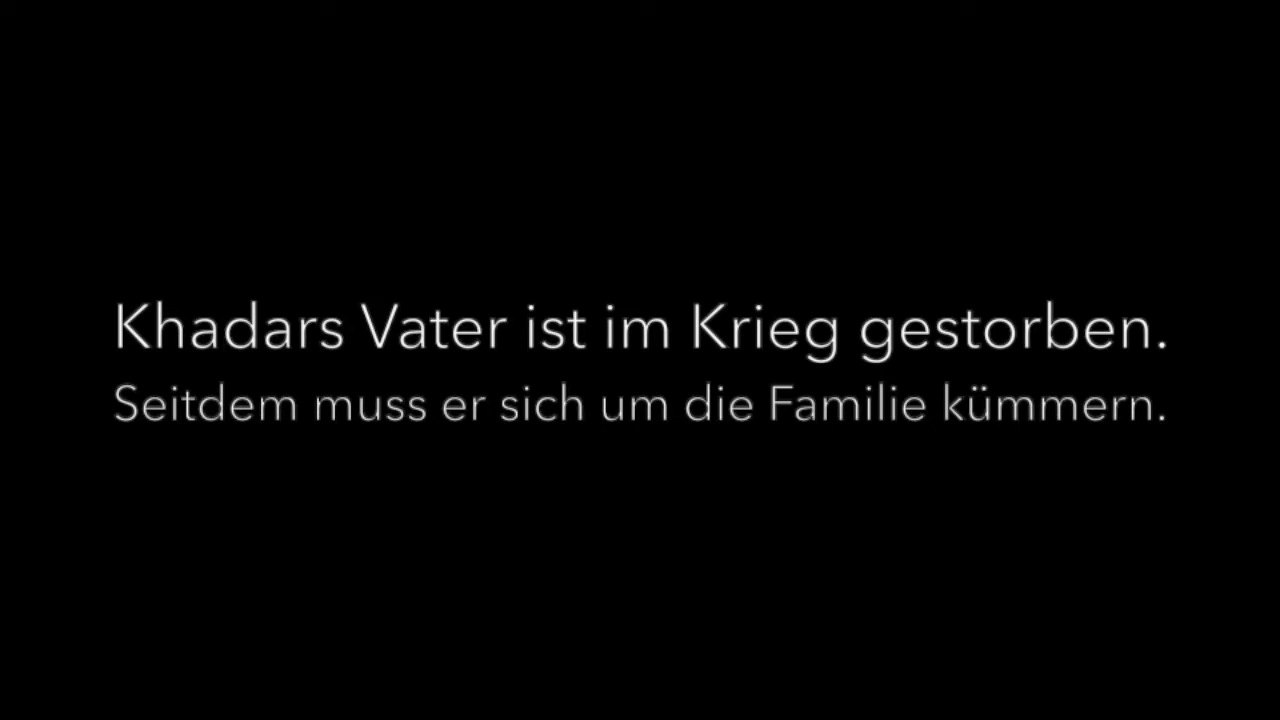 Khadars Vater ist im Krieg gestorben.
Seitdem muss er sich um die Familie kümmern.